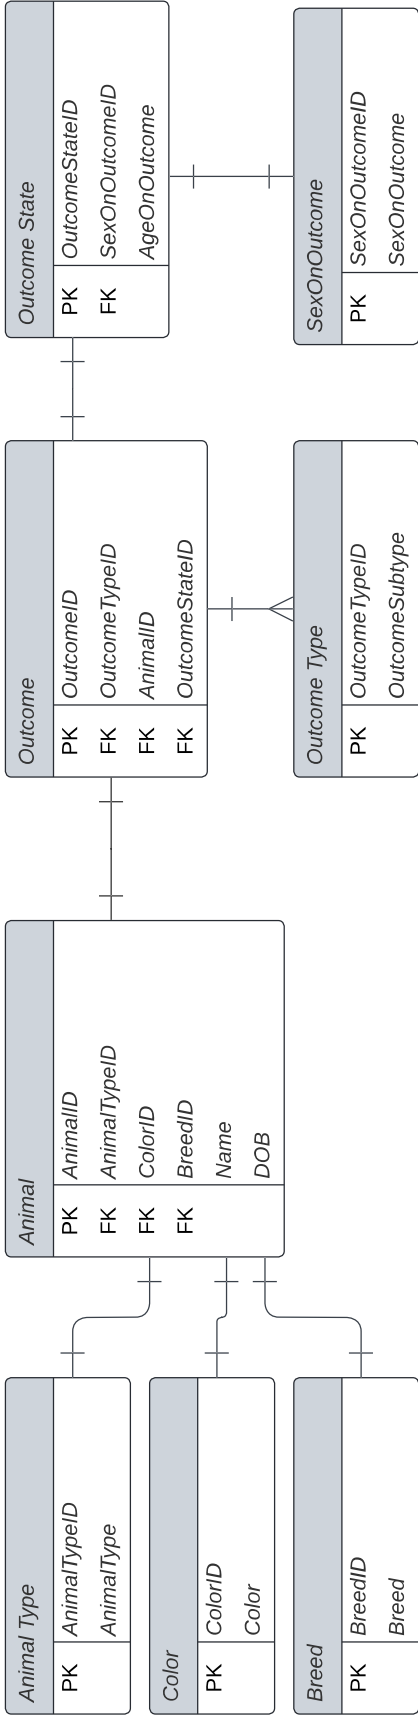 Animal Type
PK AnimalTypeID
AnimalType
Color
PK ColorID
Color
Breed
PK BreedID
Breed
Animal
PK AnimalID
FK AnimalTypeID
FK ColorID
FK BreedID
Name
DOB
Outcome
PK OutcomeID
FK OutcomeTypeID
FK AnimalID
FK OutcomeStateID
Outcome Type
PK OutcomeTypeID
OutcomeSubtype
Outcome State
PK OutcomeStateID
FK SexOnOutcomeID
AgeOnOutcome
SexOnOutcome
PK SexOnOutcomeID
SexOnOutcome